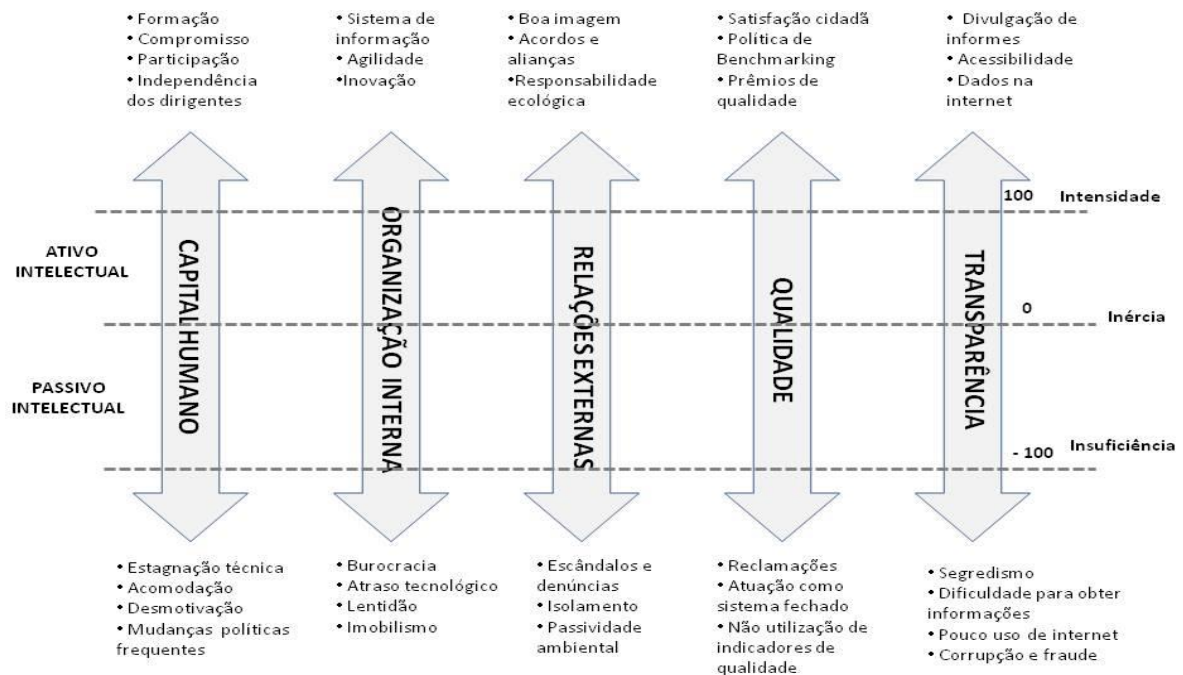 • Formação
• Compromisso
• Participação
• Independência
dos dirigentes
• Sistema de
informação
• Agilidade
•Inovação
• Boa imagem
• Acordos e
alianças
•Responsabilidade
ecológica
• Satisfação cidadã
• Política de
Benchmarking
• Prêmios de
qualidade
• Divulgação de
informes
• Acessibilidade
• Dados na
internet
100 Intensidade
ATIVO
INTELECTUAL
CAPITAL HUMANO
ORGANIZAÇÃO INTERNA
RELAÇÕES EXTERNAS
QUALIDADE
TRANSPARÊNCIA
0 Inércia
PASSIVO
INTELECTUAL
- 100 Insuficiência
• Estagnação técnica
• Acomodação
• Desmotivação
• Mudanças políticas
frequentes
• Burocracia
• Atraso tecnológico
• Lentidão
• Imobilismo
• Escândalos e
denúncias
• Isolamento
• Passividade
ambiental
• Reclamações
• Atuação como
sistema fechado
• Não utilização de
indicadores de
qualidade
• Segredismo
• Dificuldade para obter
informações
• Pouco uso de internet
• Corrupção e fraude